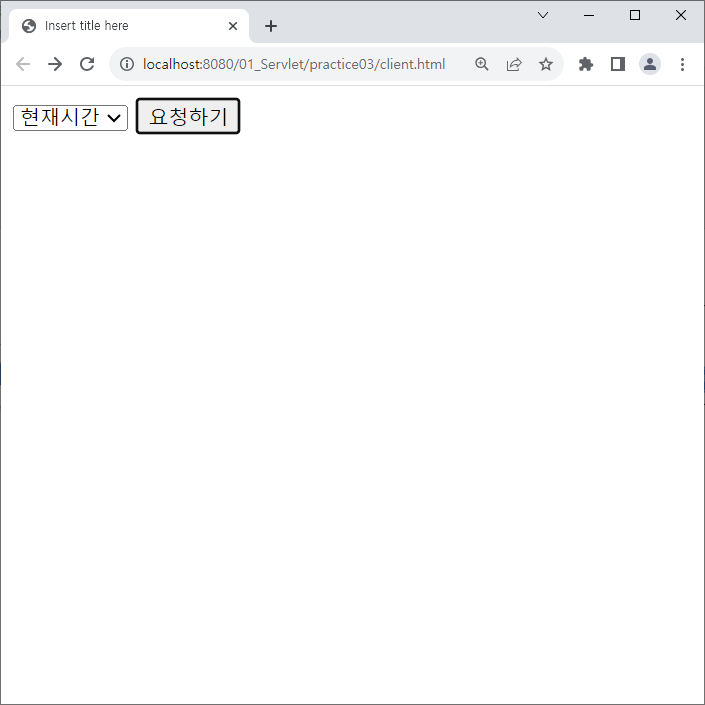 Insert title here
localhost:8080/01_Servlet/practice03/client.html
현재시간 요청하기